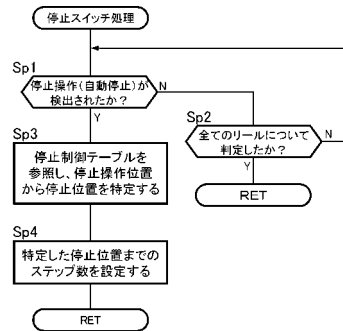 停止スイッチ処理
Sp1
停止操作(自動停止)が
検出されたか?
N
Y
Sp2
全てのリールについて
判定したか?
N
Y
RET
Sp3
停止制御テーブルを
参照し、停止操作位置
から停止位置を特定する
Sp4
特定した停止位置までの
ステップ数を設定する
RET